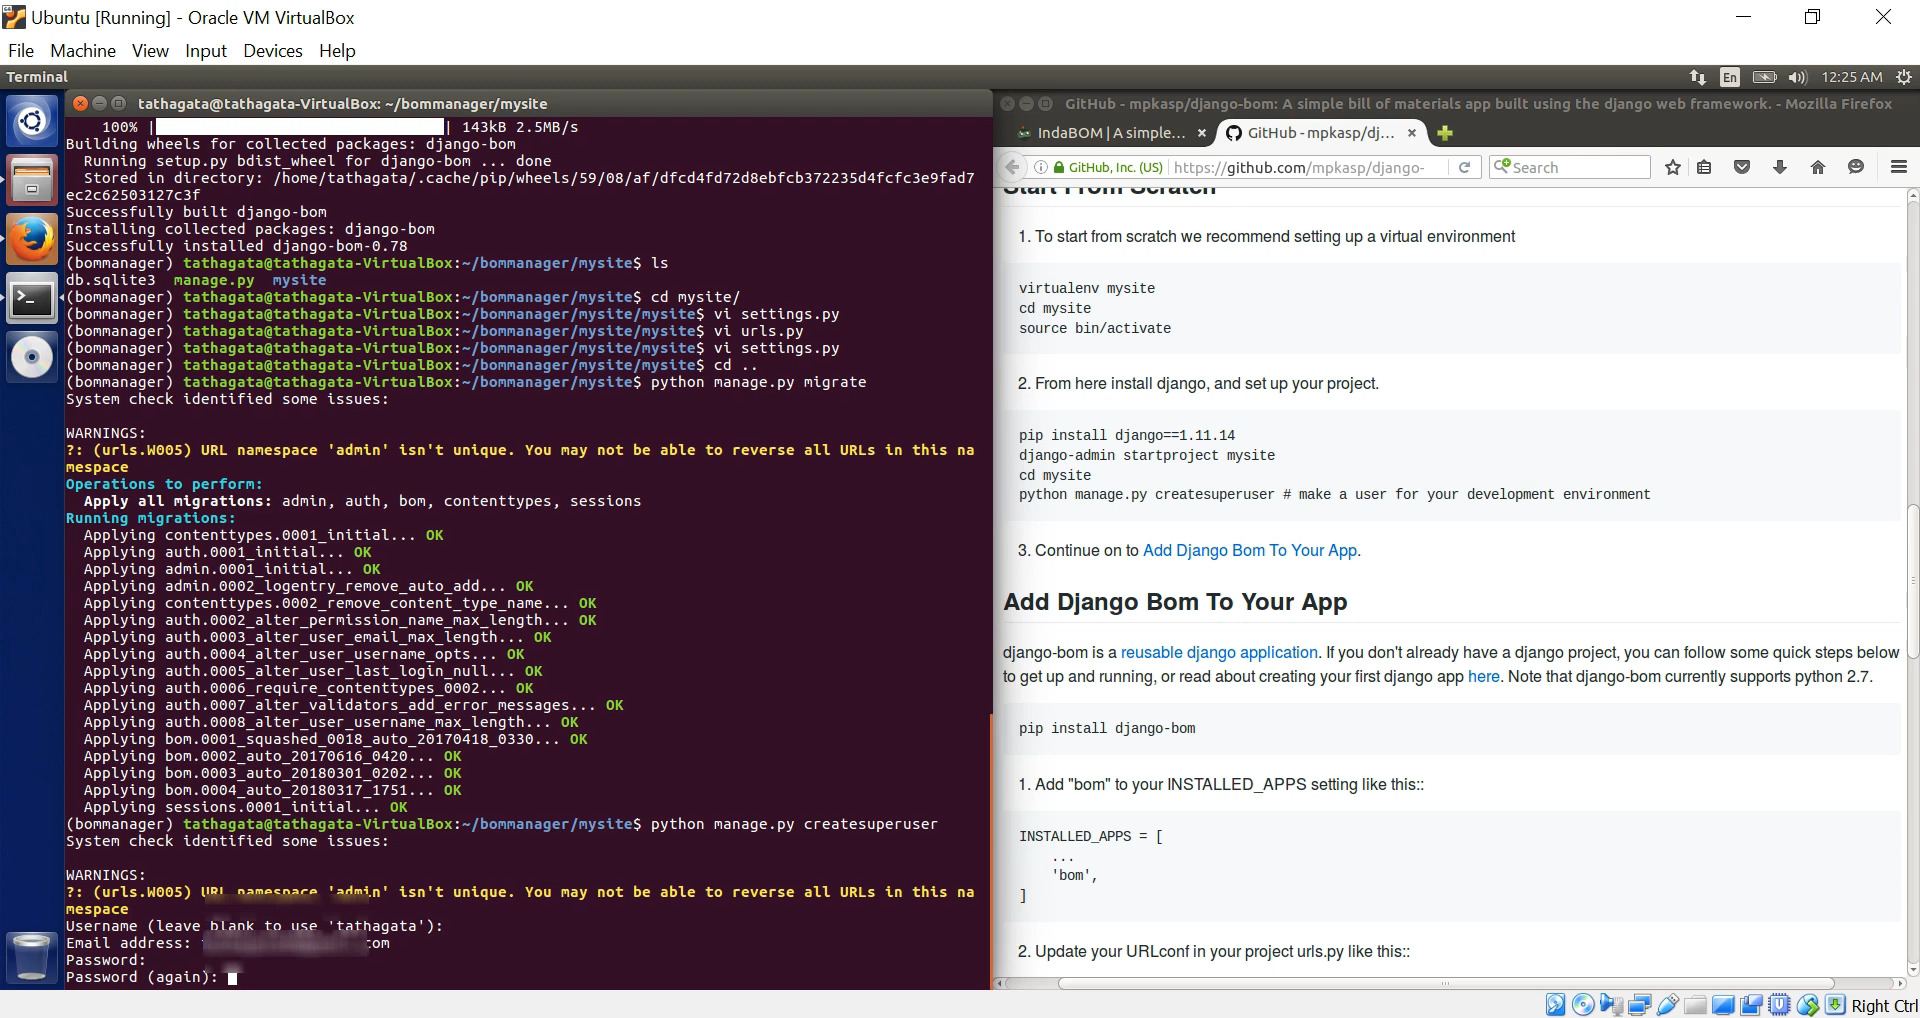 Ubuntu [Running] - Oracle VM VirtualBox
File Machine View Input Devices Help
Terminal
En 12:25 AM
tathagata@tathagata-VirtualBox: ~/bommanager/mysite
100% | | 143kB 2.5MB/s
Building wheels for collected packages: django-bom
Running setup.py bdist_wheel for django-bom ... done
Stored in directory: /home/tathagata/.cache/pip/wheels/59/08/af/dfcd4fd72d8ebfcb372235d4fcfc3e9fad7
ec2c62503127c3f
Successfully built django-bom
Installing collected packages: django-bom
Successfully installed django-bom-0.78
(bommanager) tathagata@tathagata-VirtualBox:~/bommanager/mysite$ ls
db.sqlite3 manage.py mysite
(bommanager) tathagata@tathagata-VirtualBox:~/bommanager/mysite$ cd mysite/
(bommanager) tathagata@tathagata-VirtualBox:~/bommanager/mysite/mysite$ vi settings.py
(bommanager) tathagata@tathagata-VirtualBox:~/bommanager/mysite/mysite$ vi urls.py
(bommanager) tathagata@tathagata-VirtualBox:~/bommanager/mysite/mysite$ vi settings.py
(bommanager) tathagata@tathagata-VirtualBox:~/bommanager/mysite/mysite$ cd ..
(bommanager) tathagata@tathagata-VirtualBox:~/bommanager/mysite$ python manage.py migrate
System check identified some issues:
WARNINGS:
?: (urls.W005) URL namespace 'admin' isn't unique. You may not be able to reverse all URLs in this na
mespace
Operations to perform:
Apply all migrations: admin, auth, bom, contenttypes, sessions
Running migrations:
Applying contenttypes.0001_initial... OK
Applying auth.0001_initial... OK
Applying admin.0001_initial... OK
Applying admin.0002_logentry_remove_auto_add... OK
Applying contenttypes.0002_remove_content_type_name... OK
Applying auth.0002_alter_permission_name_max_length... OK
Applying auth.0003_alter_user_email_max_length... OK
Applying auth.0004_alter_user_username_opts... OK
Applying auth.0005_alter_user_last_login_null... OK
Applying auth.0006_require_contenttypes_0002... OK
Applying auth.0007_alter_validators_add_error_messages... OK
Applying auth.0008_alter_user_username_max_length... OK
Applying bom.0001_squashed_0018_auto_20170418_0330... OK
Applying bom.0002_auto_20170616_0420... OK
Applying bom.0003_auto_20180301_0202... OK
Applying bom.0004_auto_20180317_1751... OK
Applying sessions.0001_initial... OK
(bommanager) tathagata@tathagata-VirtualBox:~/bommanager/mysite$ python manage.py createsuperuser
System check identified some issues:
WARNINGS:
?: (urls.W005) URL namespace 'admin' isn't unique. You may not be able to reverse all URLs in this na
mespace
Username (leave blank to use 'tathagata'):
Email address: com
Password:
Password (again):
GitHub - mpkasp/django-bom: A simple bill of materials app built using the django web framework. - Mozilla Firefox
IndaBOM | A simple... GitHub - mpkasp/dj...
GitHub, Inc. (US) https://github.com/mpkasp/django- Search
Start From Scratch
1. To start from scratch we recommend setting up a virtual environment
virtualenv mysite
cd mysite
source bin/activate
2. From here install django, and set up your project.
pip install django==1.11.14
django-admin startproject mysite
cd mysite
python manage.py createsuperuser # make a user for your development environment
3. Continue on to Add Django Bom To Your App.
Add Django Bom To Your App
django-bom is a reusable django application. If you don't already have a django project, you can follow some quick steps below
to get up and running, or read about creating your first django app here. Note that django-bom currently supports python 2.7.
pip install django-bom
1. Add "bom" to your INSTALLED_APPS setting like this::
INSTALLED_APPS = [
...
'bom',
]
2. Update your URLconf in your project urls.py like this::
Right Ctrl